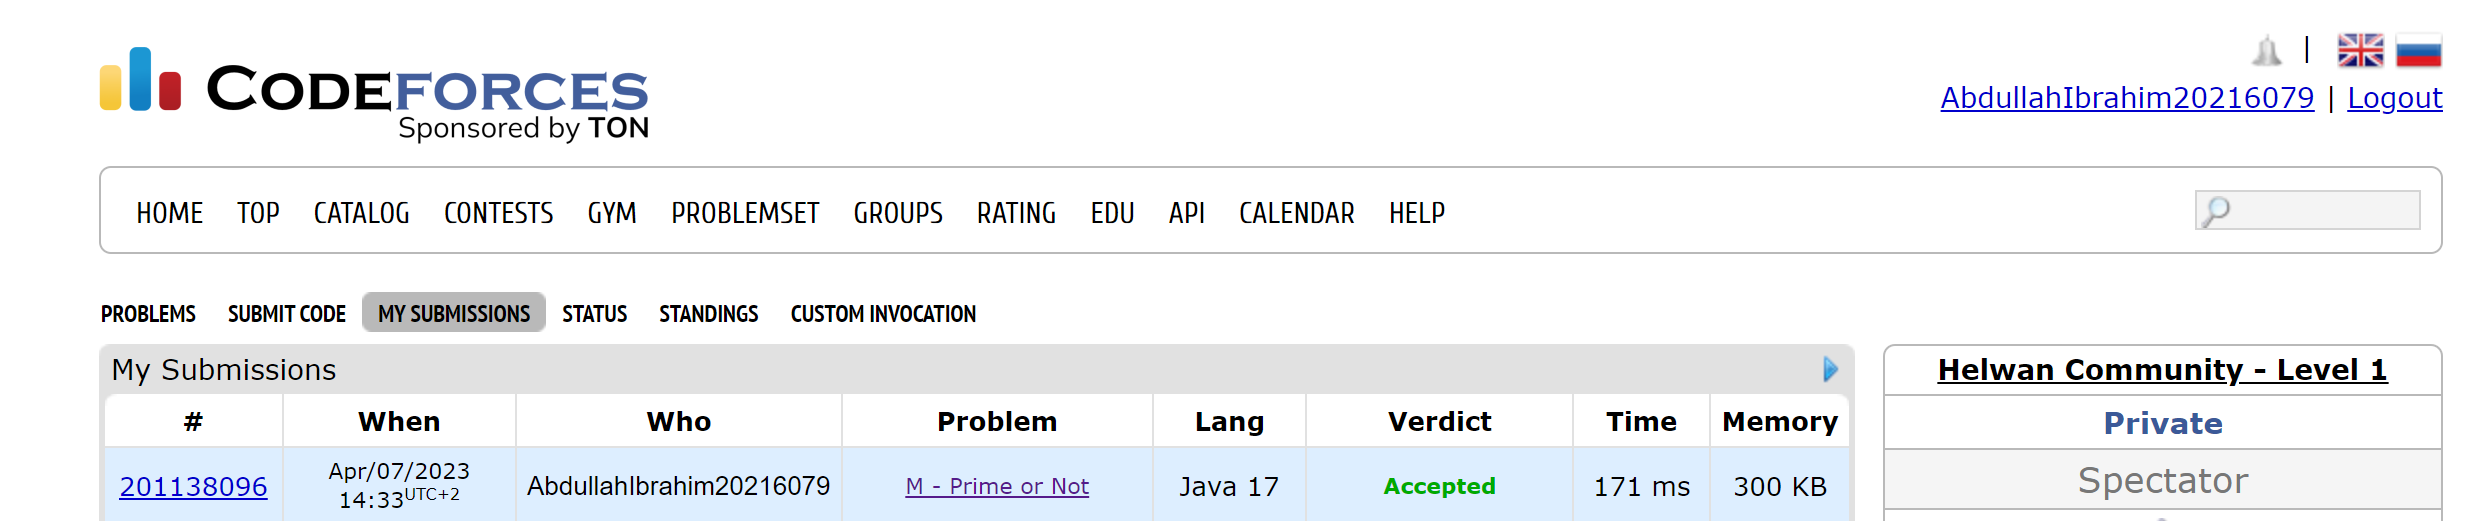 CODEFORCES
Sponsored by TON
|
AbdullahIbrahim20216079 | Logout
HOME TOP CATALOG CONTESTS GYM PROBLEMSET GROUPS RATING EDU API CALENDAR HELP
PROBLEMS SUBMIT CODE MY SUBMISSIONS STATUS STANDINGS CUSTOM INVOCATION
My Submissions
# When Who Problem Lang Verdict Time Memory
201138096 Apr/07/2023 14:33UTC+2 AbdullahIbrahim20216079 M - Prime or Not Java 17 Accepted 171 ms 300 KB
Helwan Community - Level 1
Private
Spectator